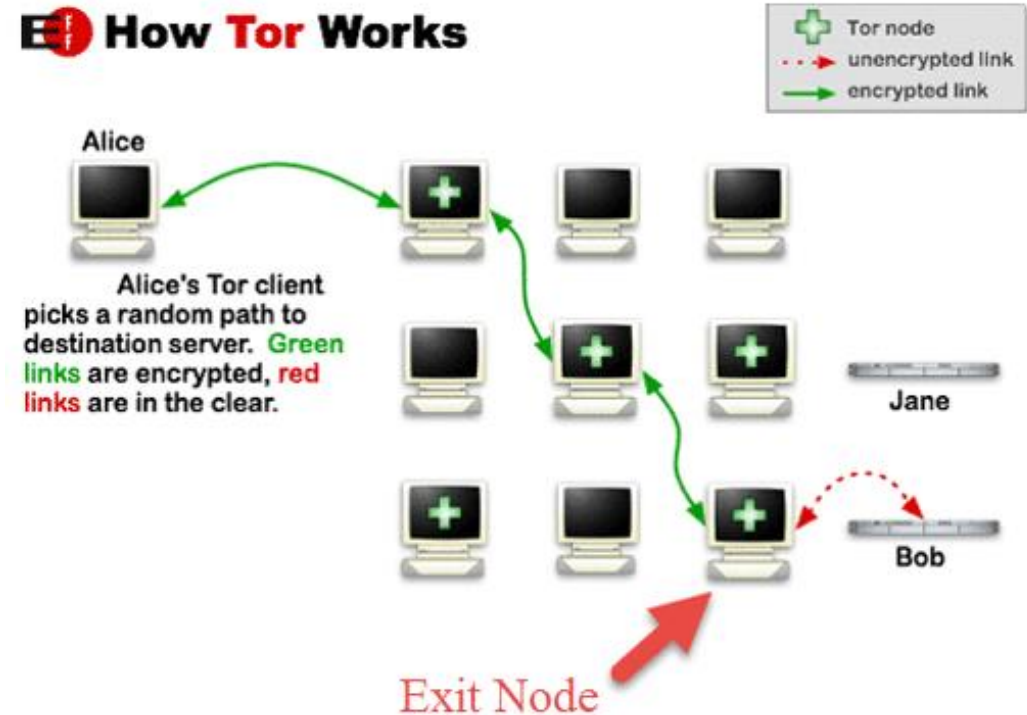 EFF How Tor Works
Tor node
unencrypted link
encrypted link
Alice
Alice's Tor client
picks a random path to
destination server. Green
links are encrypted, red
links are in the clear.
Jane
Bob
Exit Node